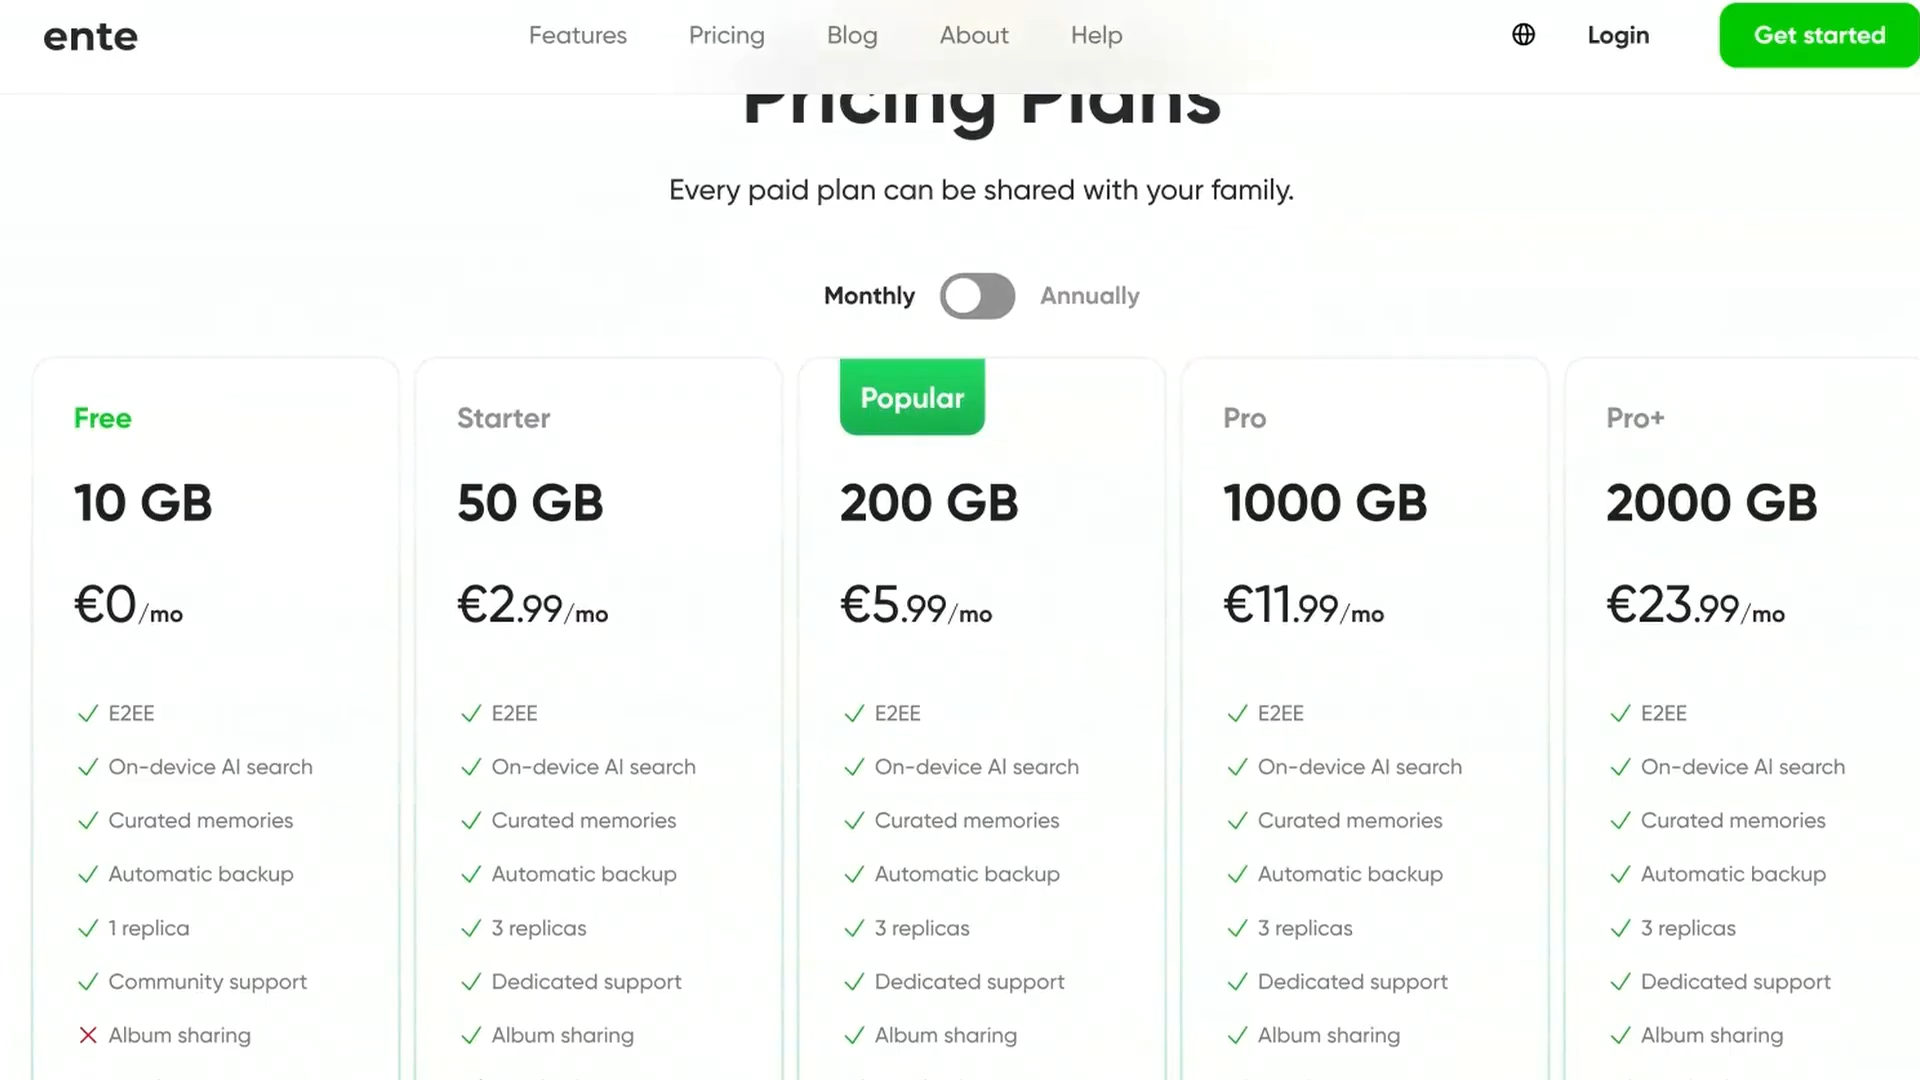 ente
Features
Pricing
Blog
About
Help
Login
Get started
Pricing Plans
Every paid plan can be shared with your family.
Monthly
Annually
Free
10 GB
€0/mo
E2EE
On-device AI search
Curated memories
Automatic backup
1 replica
Community support
Album sharing
Starter
50 GB
€2.99/mo
E2EE
On-device AI search
Curated memories
Automatic backup
3 replicas
Dedicated support
Album sharing
Popular
200 GB
€5.99/mo
E2EE
On-device AI search
Curated memories
Automatic backup
3 replicas
Dedicated support
Album sharing
Pro
1000 GB
€11.99/mo
E2EE
On-device AI search
Curated memories
Automatic backup
3 replicas
Dedicated support
Album sharing
Pro+
2000 GB
€23.99/mo
E2EE
On-device AI search
Curated memories
Automatic backup
3 replicas
Dedicated support
Album sharing